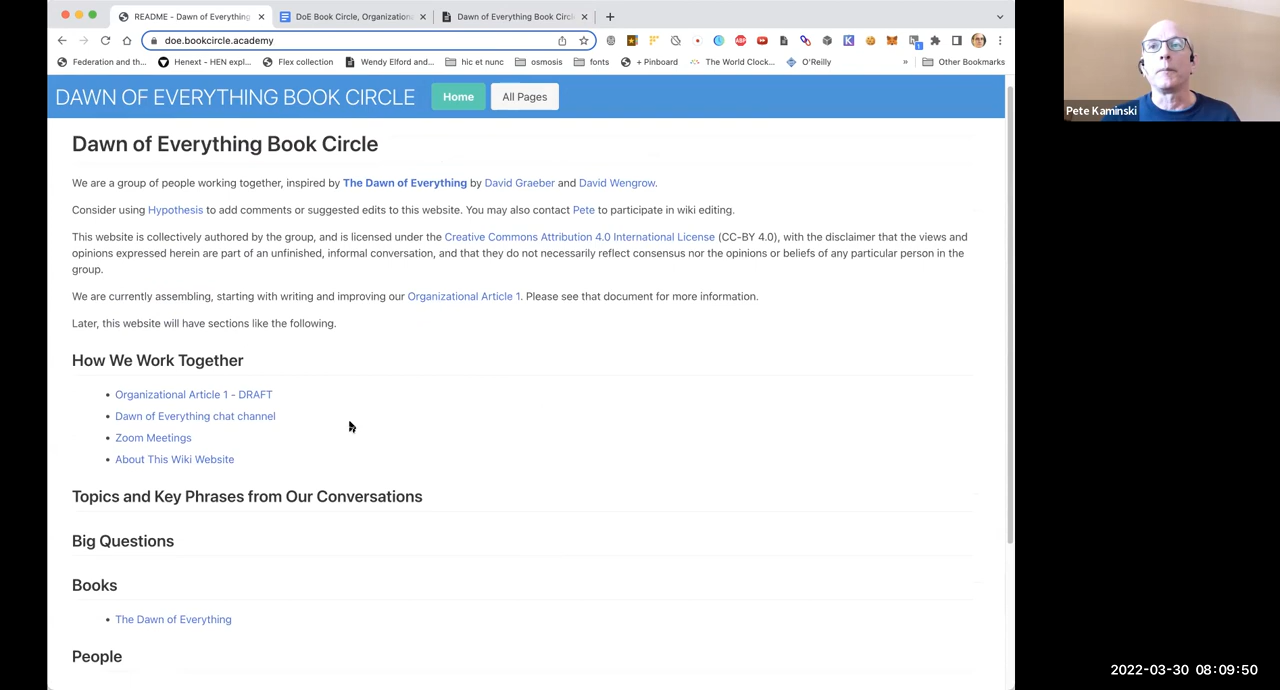 README - Dawn of Everything
DoE Book Circle, Organization
Dawn of Everything Book Circ
doe.bookcircle.academy
Federation and th...
Henext - HEN expl...
Flex collection
Wendy Elford and...
hic et nunc
osmosis
fonts
+ Pinboard
The World Clock...
O'Reilly
»
Other Bookmarks
DAWN OF EVERYTHING BOOK CIRCLE
Home
All Pages
Dawn of Everything Book Circle
We are a group of people working together, inspired by The Dawn of Everything by David Graeber and David Wengrow.
Consider using Hypothesis to add comments or suggested edits to this website. You may also contact Pete to participate in wiki editing.
This website is collectively authored by the group, and is licensed under the Creative Commons Attribution 4.0 International License (CC-BY 4.0), with the disclaimer that the views and
opinions expressed herein are part of an unfinished, informal conversation, and that they do not necessarily reflect consensus nor the opinions or beliefs of any particular person in the
group.
We are currently assembling, starting with writing and improving our Organizational Article 1. Please see that document for more information.
Later, this website will have sections like the following.
How We Work Together
• Organizational Article 1 - DRAFT
• Dawn of Everything chat channel
• Zoom Meetings
• About This Wiki Website
Topics and Key Phrases from Our Conversations
Big Questions
Books
• The Dawn of Everything
People
Pete Kaminski
2022-03-30 08:09:50